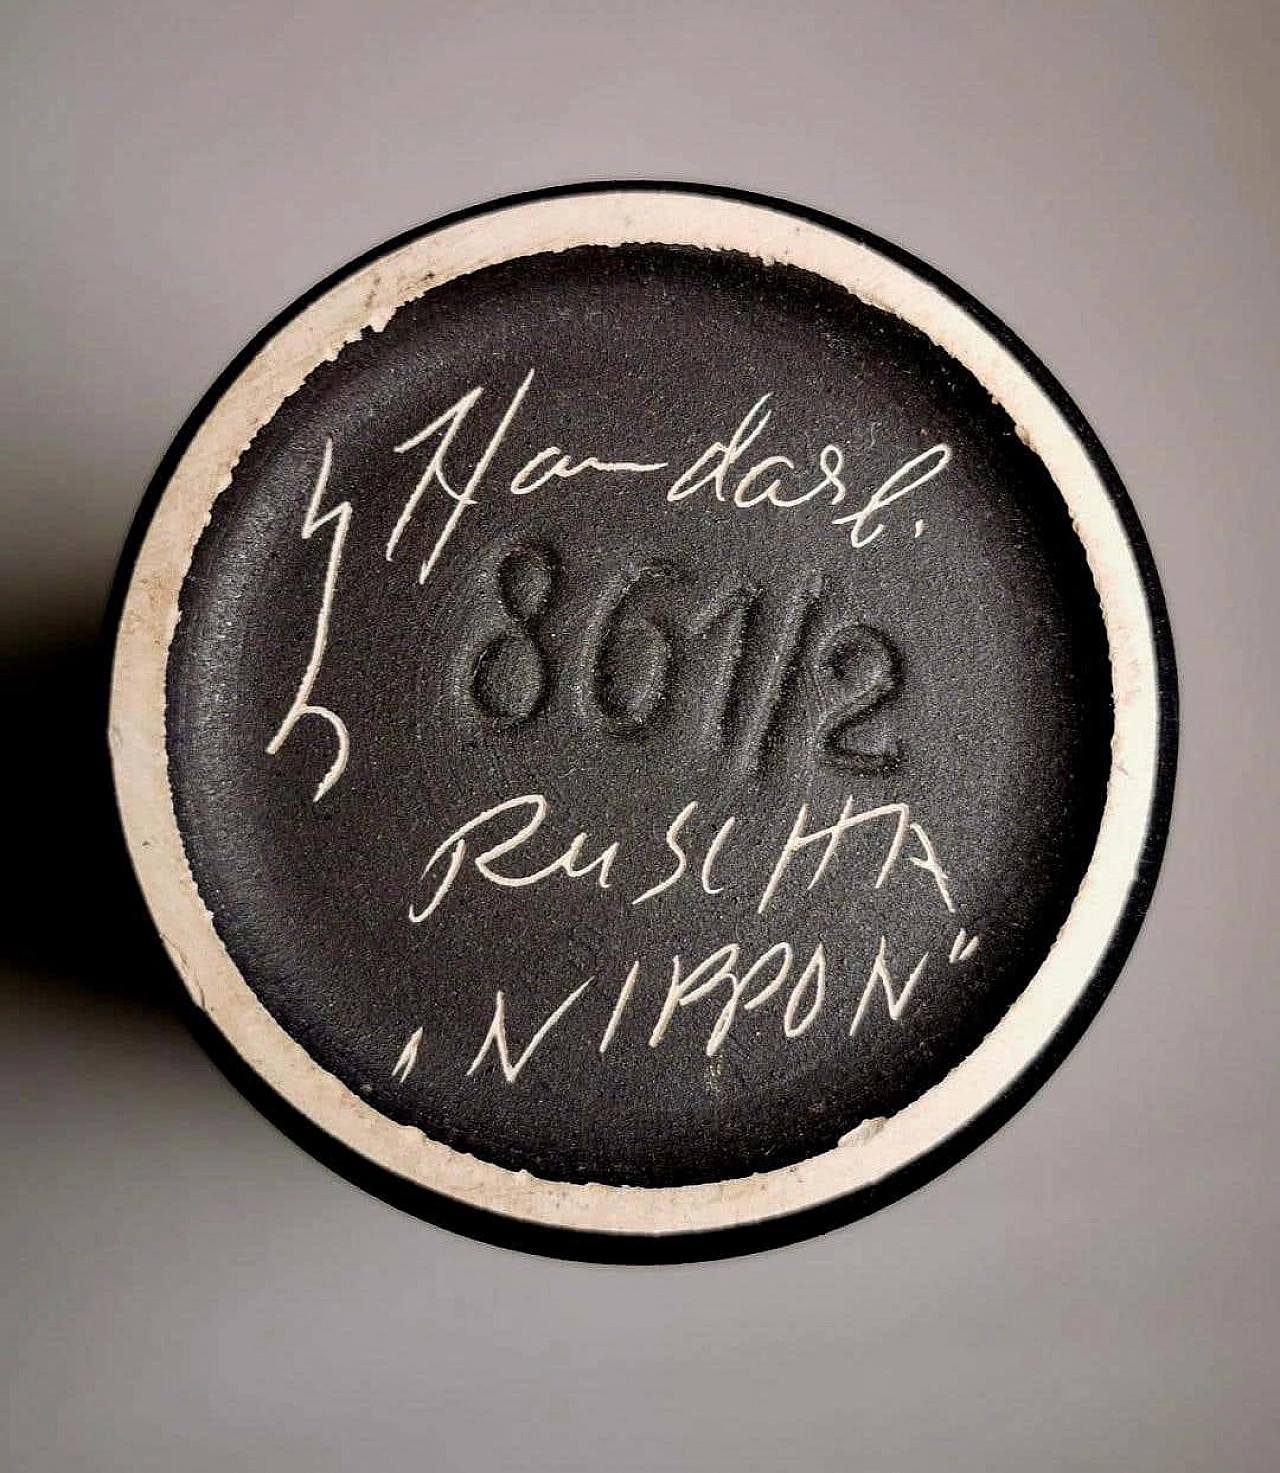 Handarb.
861/2
RUSCHA
„NIPPON"